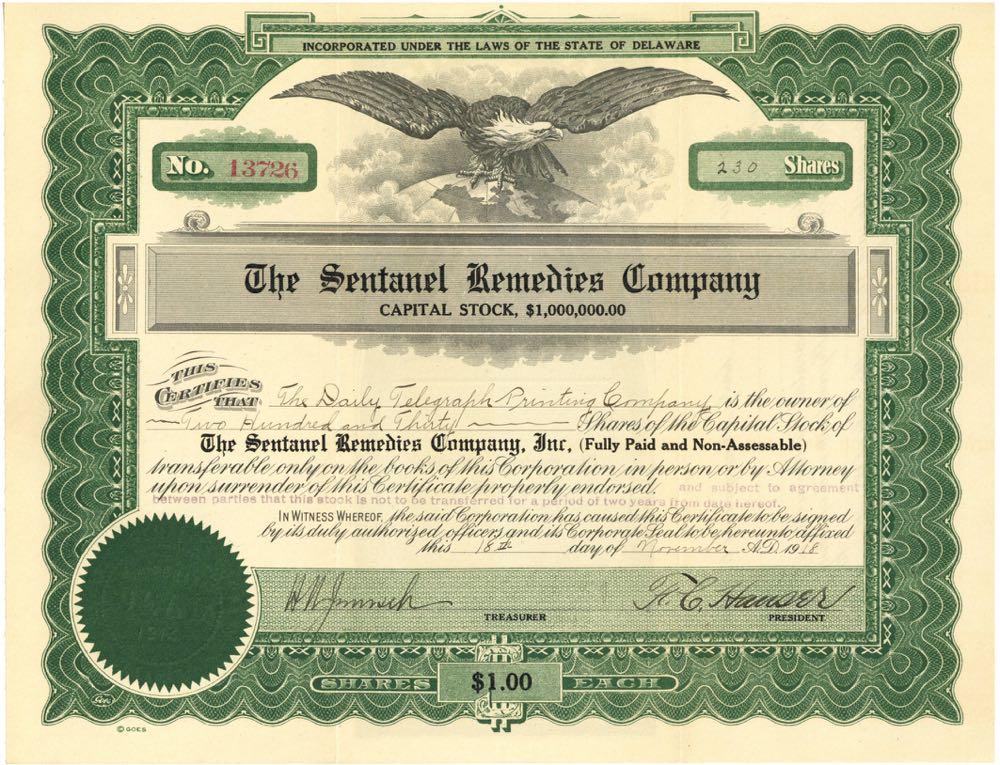 INCORPORATED UNDER THE LAWS OF THE STATE OF DELAWARE
No. 13726
230 Shares
The Sentanel Remedies Company
CAPITAL STOCK, $1,000,000.00
THIS CERTIFIES THAT The Daily Telegraph Printing Company is the owner of
Two Hundred and Thirty Shares of the Capital Stock of
The Sentanel Remedies Company, Inc, (Fully Paid and Non-Assessable)
transferable only on the books of this Corporation in person or by Attorney
upon surrender of this Certificate properly endorsed. and subject to agreement
between parties that this stock is not to be transferred for a period of two years from date hereof.
IN WITNESS WHEREOF, the said Corporation has caused this Certificate to be signed
by its duly authorized officers and its Corporate Seal to be hereunto affixed
this 18th day of November A.D. 1918
TREASURER
PRESIDENT
SHARES $1.00 EACH
Goes
© GOES